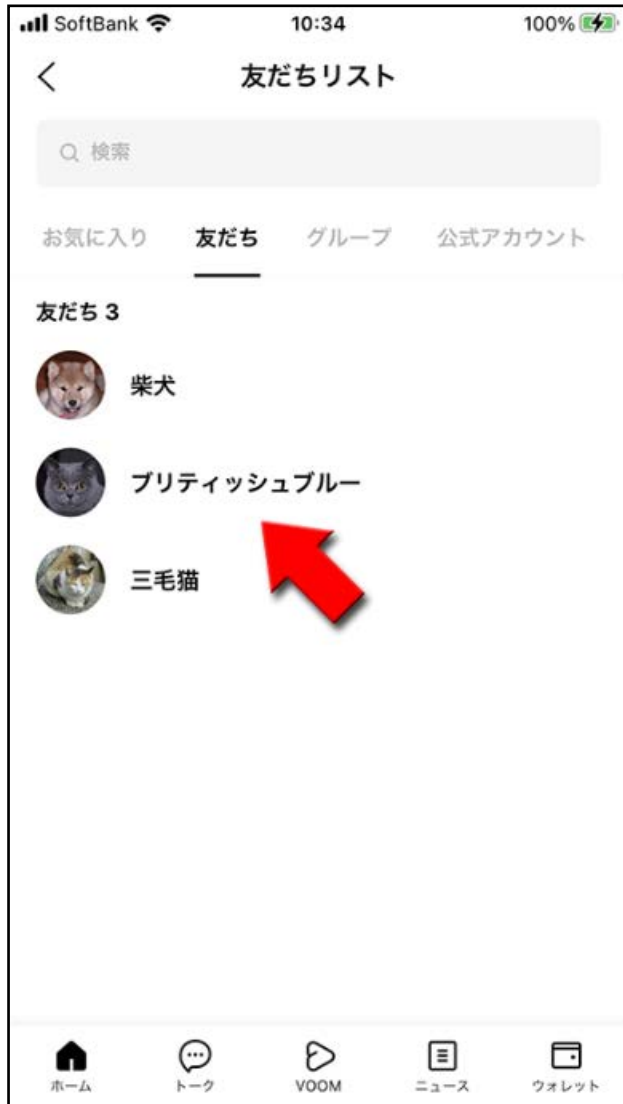 SoftBank 10:34 100%
友だちリスト
検索
お気に入り 友だち グループ 公式アカウント
友だち 3
柴犬
ブリティッシュブルー
三毛猫
ホーム トーク VOOM ニュース ウォレット